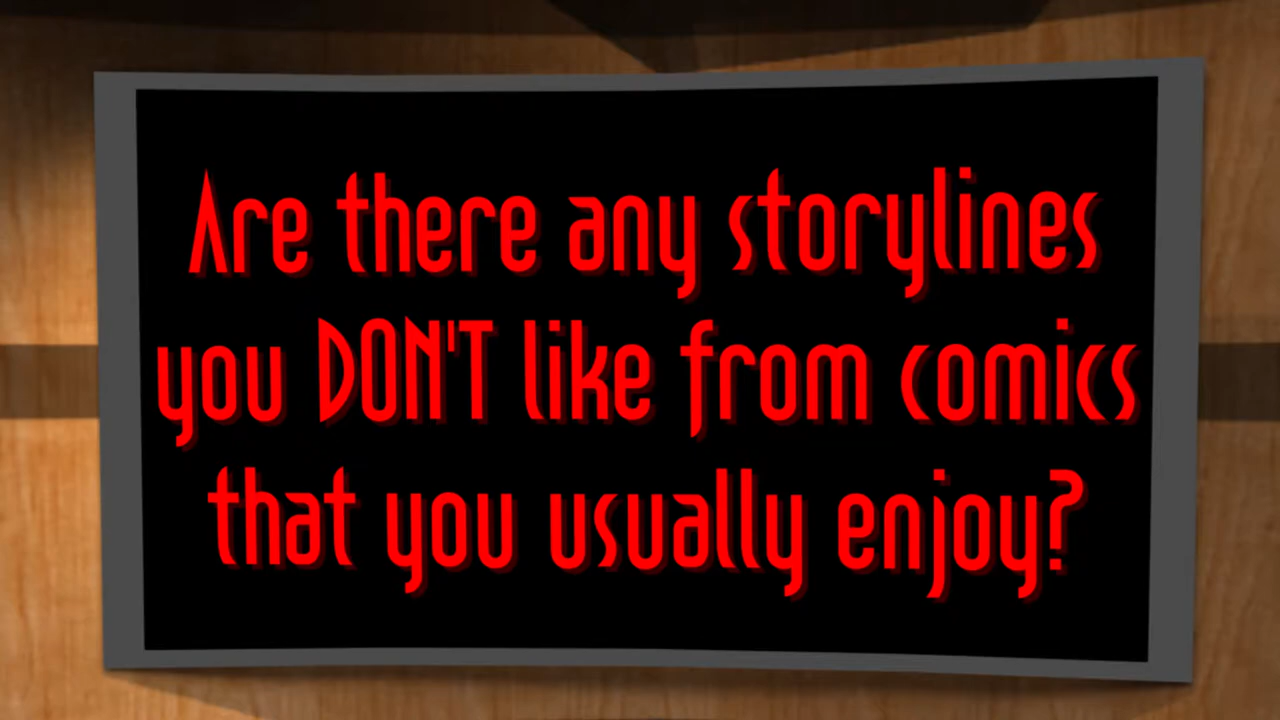 Are there any storylines
you DON'T like from comics
that you usually enjoy?